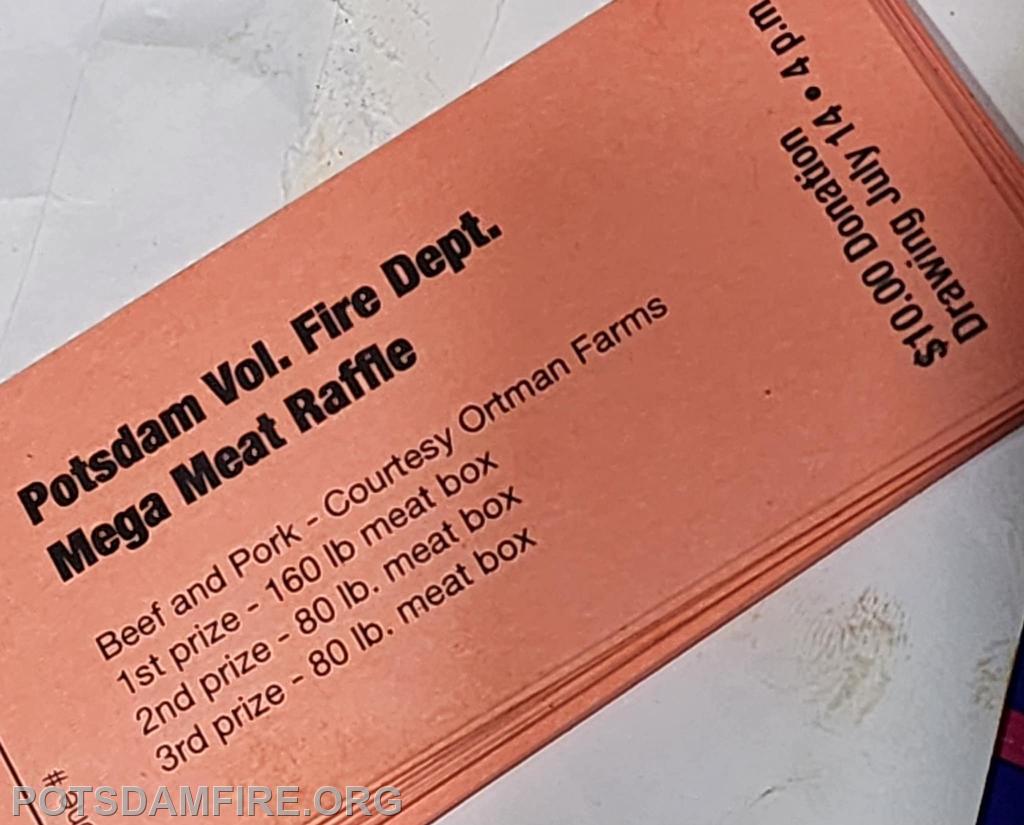 Potsdam Vol. Fire Dept.
Mega Meat Raffle
Beef and Pork - Courtesy Ortman Farms
1st prize - 160 lb meat box
2nd prize - 80 lb. meat box
3rd prize - 80 lb. meat box
$10.00 Donation
Drawing July 14 • 4 p.m
#
POTSDAMFIRE.ORG